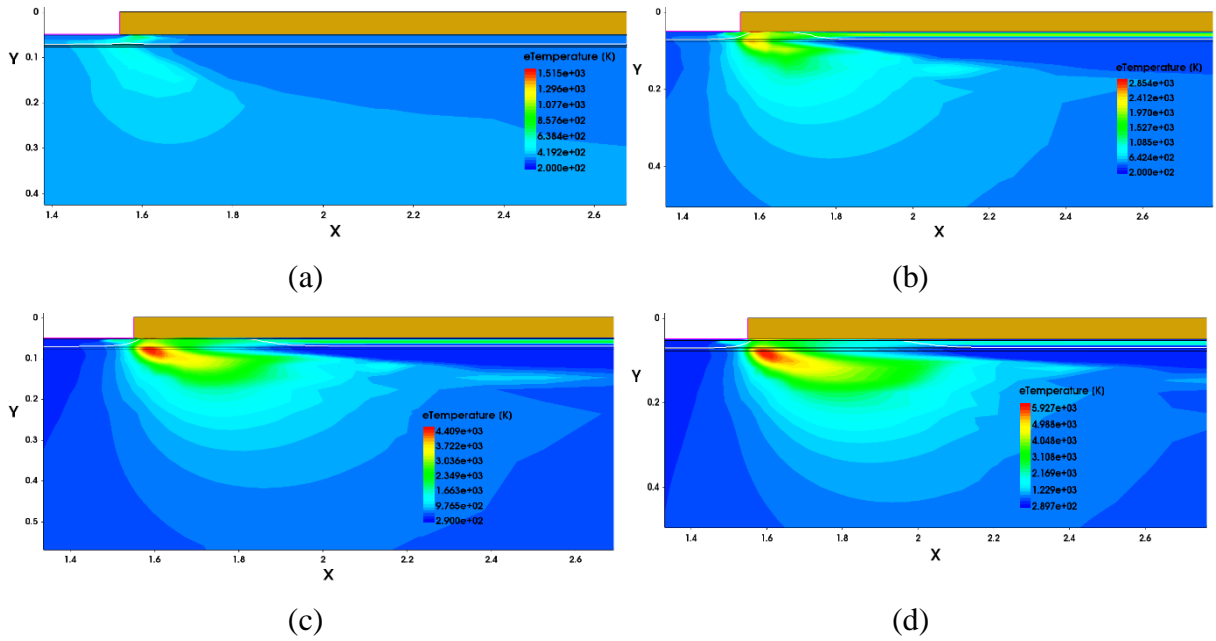 0
Y
0.1
0.2
0.3
0.4
eTemperature (K)
1.515e+03
1.296e+03
1.077e+03
8.576e+02
6.384e+02
4.192e+02
2.000e+02
1.4 1.6 1.8 2 2.2 2.4 2.6
X
(a)
0
Y
0.2
0.4
eTemperature (K)
2.854e+03
2.412e+03
1.970e+03
1.527e+03
1.085e+03
6.424e+02
2.000e+02
1.4 1.6 1.8 2 2.2 2.4 2.6
X
(b)
0
0.1
Y
0.2
0.3
0.4
0.5
eTemperature (K)
4.409e+03
3.722e+03
3.036e+03
2.349e+03
1.663e+03
9.765e+02
2.900e+02
1.4 1.6 1.8 2 2.2 2.4 2.6
X
(c)
0
Y
0.2
0.4
eTemperature (K)
5.927e+03
4.988e+03
4.048e+03
3.108e+03
2.169e+03
1.229e+03
2.897e+02
1.4 1.6 1.8 2 2.2 2.4 2.6
X
(d)